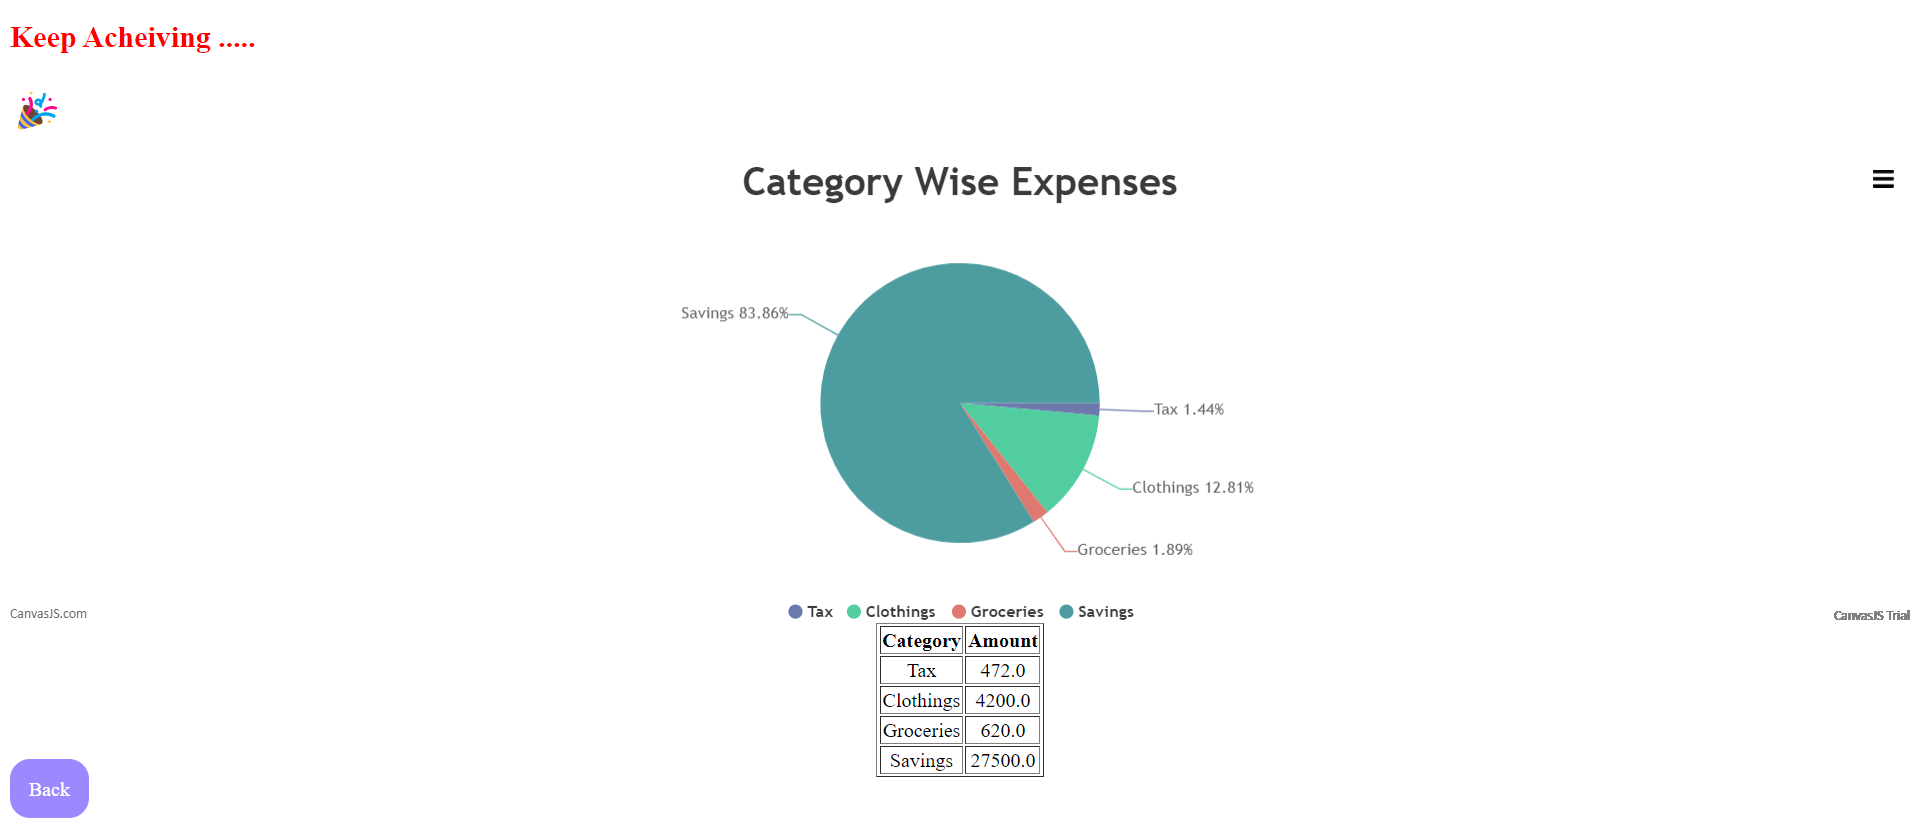 Keep Acheiving .....
Category Wise Expenses
Savings 83.86%
Tax 1.44%
Clothings 12.81%
Groceries 1.89%
Tax Clothings Groceries Savings
CanvasJS.com
CanvasJS Trial
Category Amount
Tax 472.0
Clothings 4200.0
Groceries 620.0
Savings 27500.0
Back